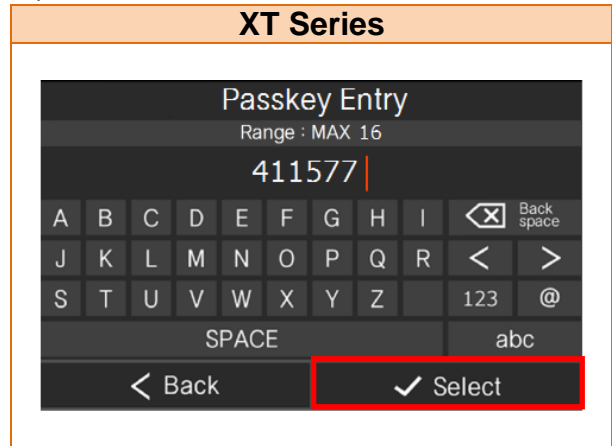 XT Series
Passkey Entry
Range : MAX 16
411577
A B C D E F G H I Back space
J K L M N O P Q R < >
S T U V W X Y Z 123 @
SPACE abc
< Back ✓ Select